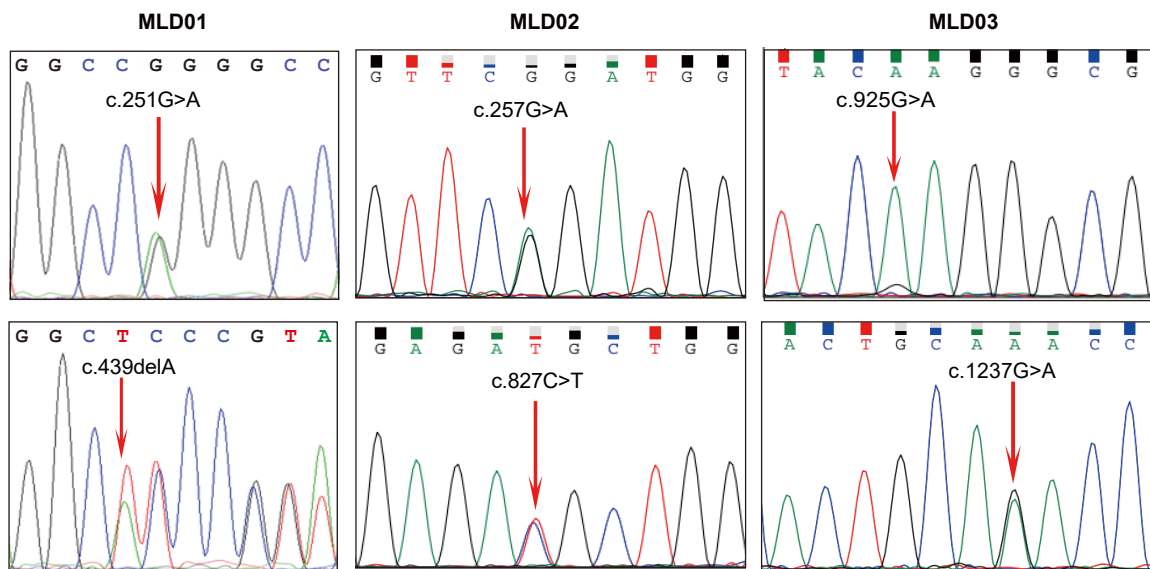 MLD01 MLD02 MLD03
G G C C G G G G C C
G T T C G G A T G G
T A C A A G G G C G
c.251G>A
c.257G>A
c.925G>A
G G C T C C C G T A
G A G A T G C T G G
A C T G C A A A C C
c.439delA
c.827C>T
c.1237G>A